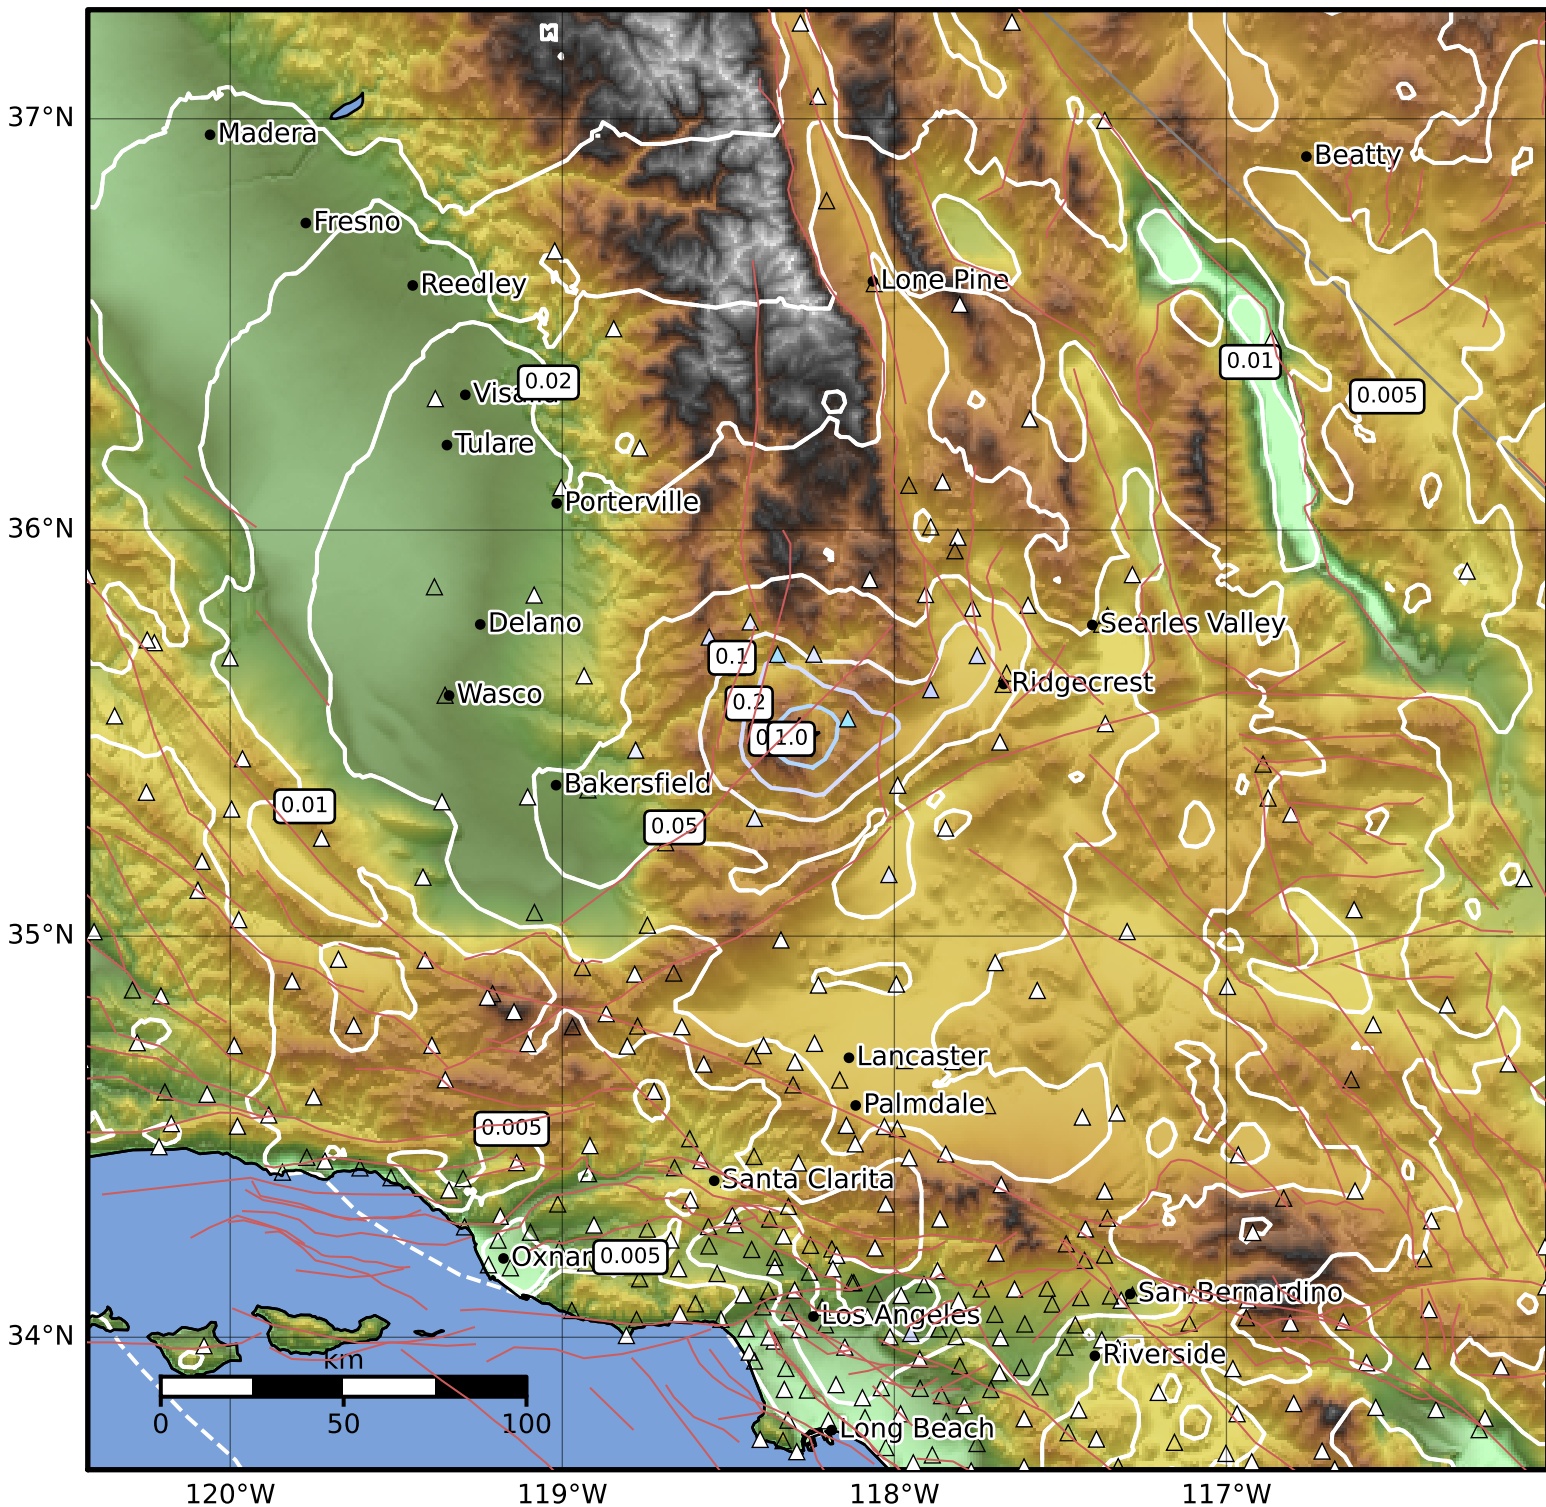 37°N
Madera
Beatty
Fresno
Reedley
Lone Pine
0.01
0.02
0.005
Tulare
Porterville
36°N
Delano
Searles Valley
0.1
Wasco
Ridgecrest
0.2
1.0
Bakersfield
0.01
0.05
35°N
Lancaster
Palmdale
0.005
Santa Clarita
0.005
San Bernardino
Los Angeles
34°N
Riverside
km
0 50 100
Long Beach
120°W 119°W 118°W 117°W